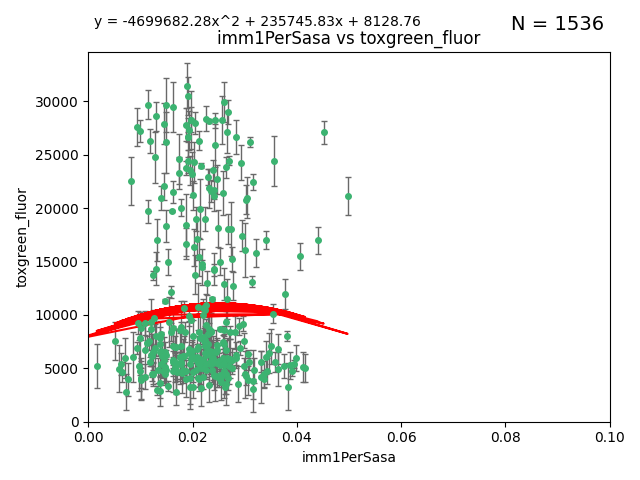 y = -4699682.28x^2 + 235745.83x + 8128.76
N = 1536
imm1PerSasa vs toxgreen_fluor
30000
25000
20000
15000
10000
5000
0
toxgreen_fluor
0.00 0.02 0.04 0.06 0.08 0.10
imm1PerSasa